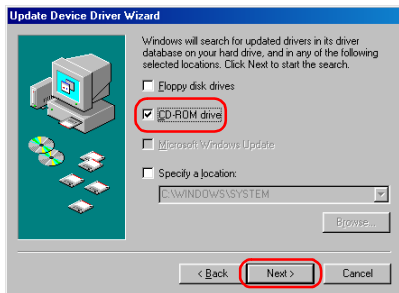 Update Device Driver Wizard
Windows will search for updated drivers in its driver
database on your hard drive, and in any of the following
selected locations. Click Next to start the search.
Floppy disk drives
CD-ROM drive
Microsoft Windows Update
Specify a location:
C:\WINDOWS\SYSTEM
Browse...
< Back
Next >
Cancel